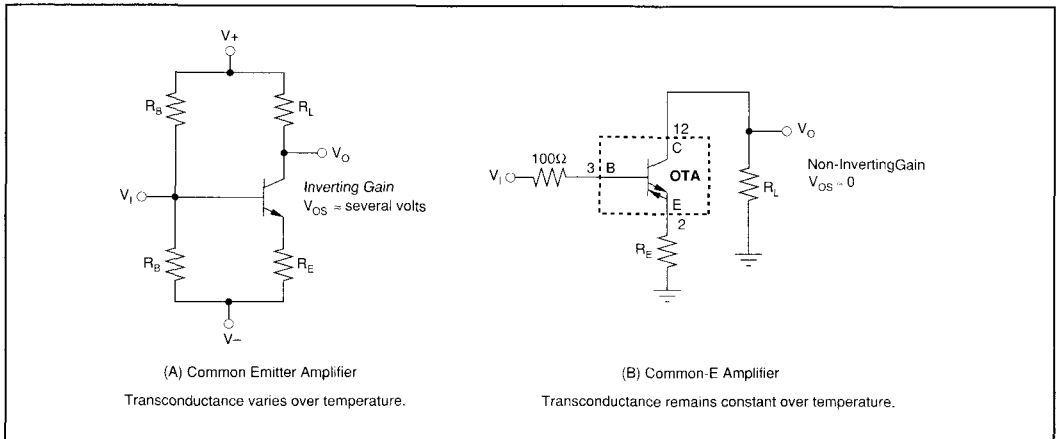 V+
R_B
R_L
V_O
V_I
Inverting Gain
V_OS ≈ several volts
R_B
R_E
V–
(A) Common Emitter Amplifier
Transconductance varies over temperature.
100Ω
V_I
3
B
12
C
OTA
E
2
R_E
V_O
R_L
Non-InvertingGain
V_OS ≈ 0
(B) Common-E Amplifier
Transconductance remains constant over temperature.